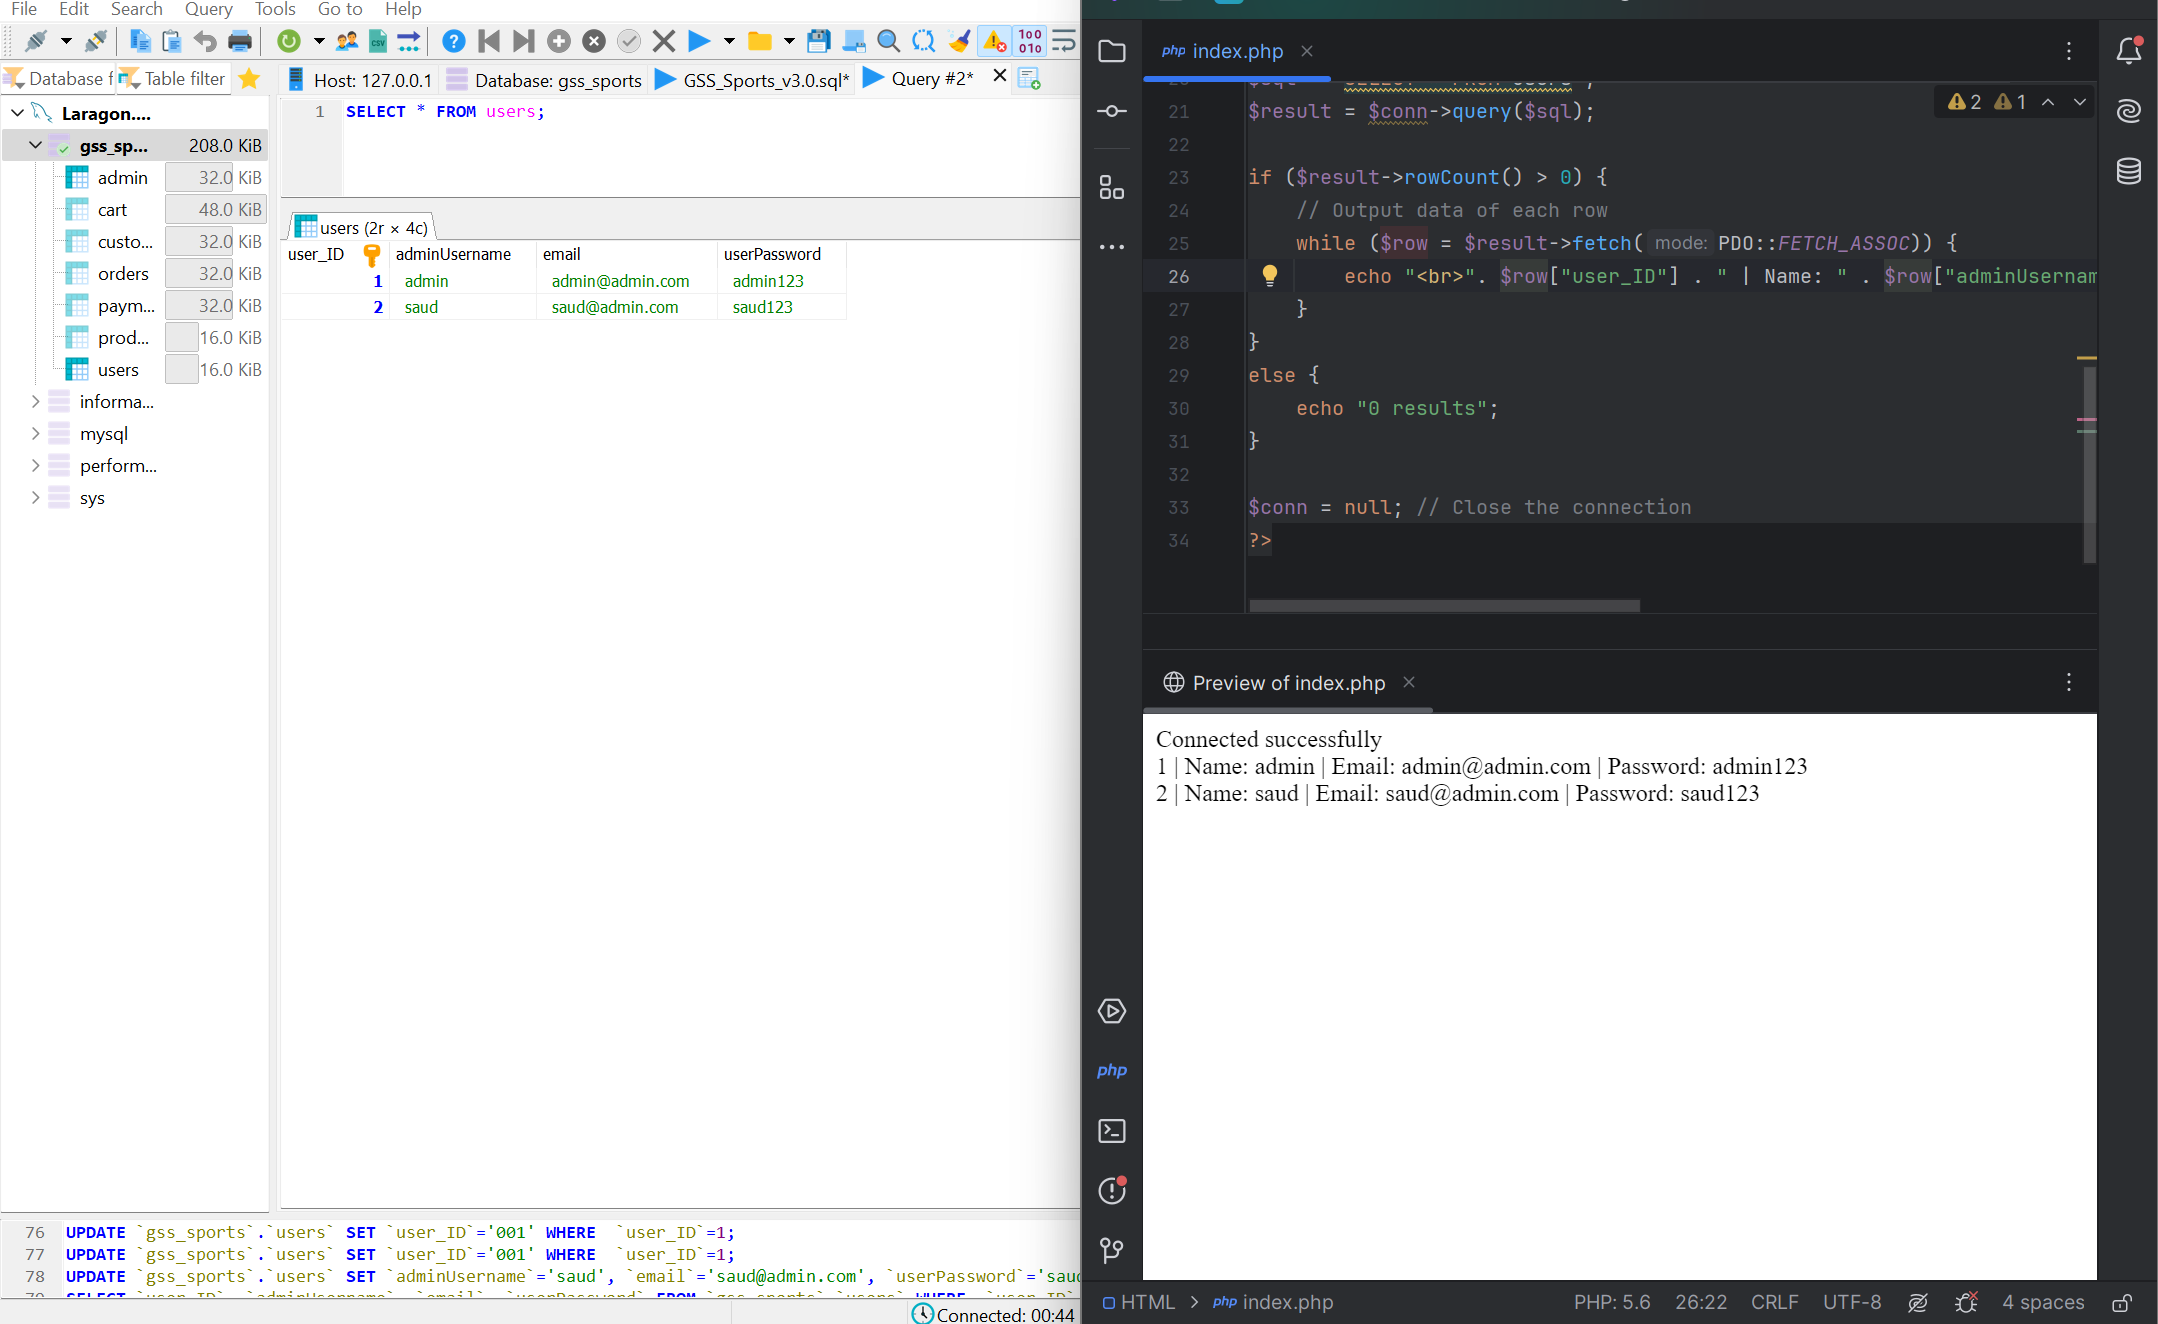 File Edit Search Query Tools Go to Help
Database f Table filter
Host: 127.0.0.1 Database: gss_sports GSS_Sports_v3.0.sql* Query #2*
Laragon....
gss_sp... 208.0 KiB
admin 32.0 KiB
cart 48.0 KiB
custo... 32.0 KiB
orders 32.0 KiB
paym... 32.0 KiB
prod... 16.0 KiB
users 16.0 KiB
informa...
mysql
perform...
sys
1 SELECT * FROM users;
users (2r × 4c)
user_ID adminUsername email userPassword
1 admin admin@admin.com admin123
2 saud saud@admin.com saud123
76 UPDATE `gss_sports`.`users` SET `user_ID`='001' WHERE `user_ID`=1;
77 UPDATE `gss_sports`.`users` SET `user_ID`='001' WHERE `user_ID`=1;
78 UPDATE `gss_sports`.`users` SET `adminUsername`='saud', `email`='saud@admin.com', `userPassword`='saud
Connected: 00:44
php index.php
2 1
21 $result = $conn->query($sql);
22
23 if ($result->rowCount() > 0) {
24 // Output data of each row
25 while ($row = $result->fetch( mode: PDO::FETCH_ASSOC)) {
26 echo "<br>". $row["user_ID"] . " | Name: " . $row["adminUsernam
27 }
28 }
29 else {
30 echo "0 results";
31 }
32
33 $conn = null; // Close the connection
34 ?>
Preview of index.php
Connected successfully
1 | Name: admin | Email: admin@admin.com | Password: admin123
2 | Name: saud | Email: saud@admin.com | Password: saud123
php
HTML > php index.php PHP: 5.6 26:22 CRLF UTF-8 4 spaces